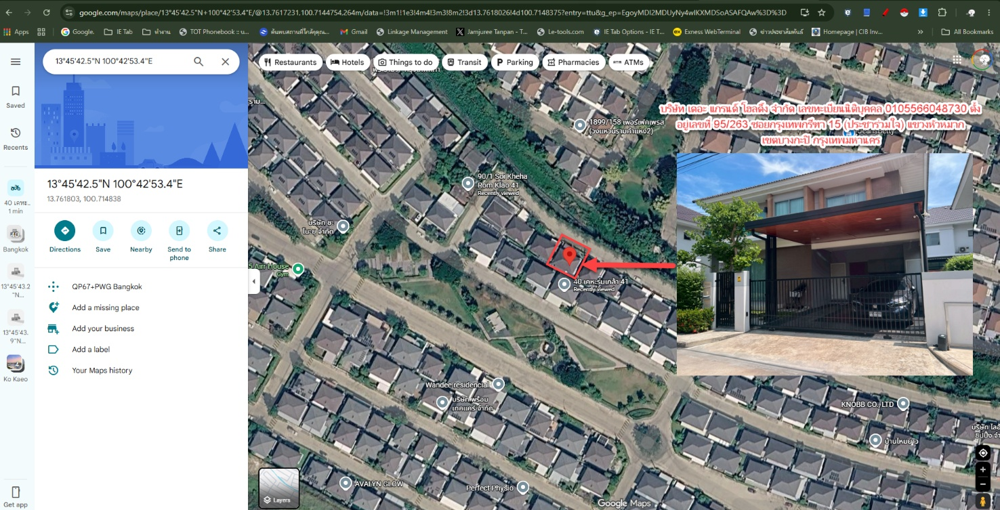 google.com/maps/place/13°45'42.5"N+100°42'53.4"E/@13.7617231,100.7144754,264m/data=!3m1!1e3!4m4!3m3!8m2!3d13.7618026!4d100.7148375?entry=ttu&g_ep=EgoyMDI2MDUyNy4wIKXMDSoASAFQAw%3D%3D
Apps
Google.
IE Tab
ทำงาน
TOT Phonebook :: บ...
ค้นพบสถานที่ใกล้คุณ...
Gmail
Linkage Management
Jamjuree Tanpan - T...
Le-tools.com
IE Tab Options - IE T...
Exness WebTerminal
ข่าวประชาสัมพันธ์
Homepage | CIB Inv...
All Bookmarks
13°45'42.5"N 100°42'53.4"E
Restaurants
Hotels
Things to do
Transit
Parking
Pharmacies
ATMs
Saved
Recents
40 เคหะ...
1 min
40
Bangkok
13°45'43.2
"N...
13°45'43.
9"N...
4
Ko Kaeo
Get app
13°45'42.5"N 100°42'53.4"E
13.761803, 100.714838
Directions
Save
Nearby
Send to
phone
Share
QP67+PWG Bangkok
Add a missing place
Add your business
Add a label
Your Maps history
บริษัท เดอะ แกรนด์ โฮลดิ้ง จำกัด เลขทะเบียนนิติบุคคล 0105566048730 ตั้ง
อยู่เลขที่ 95/263 ซอยกรุงเทพกรีฑา 15 (ประชาร่วมใจ) แขวงหัวหมาก
เขตบางกะปิ กรุงเทพมหานคร
JeansBetty
1899/158 เพอร์เฟคเพรส
(วงแหวนรามคำแหง2)
90/1 Soi Kheha
Rom Klao 41
Recently viewed
บริษัท ชะ
โนะย จำกัด
5 Airr House
Gym
40 เคหะร่มเกล้า 41
Recently viewed
Wandee residencial
บริษัท พร้อม
เทคแคร์ จำกัด
KNOBB CO., LTD
บ้านไหมยาว
AVALYN GLOW
Perfect Physio
Layers
Google Maps